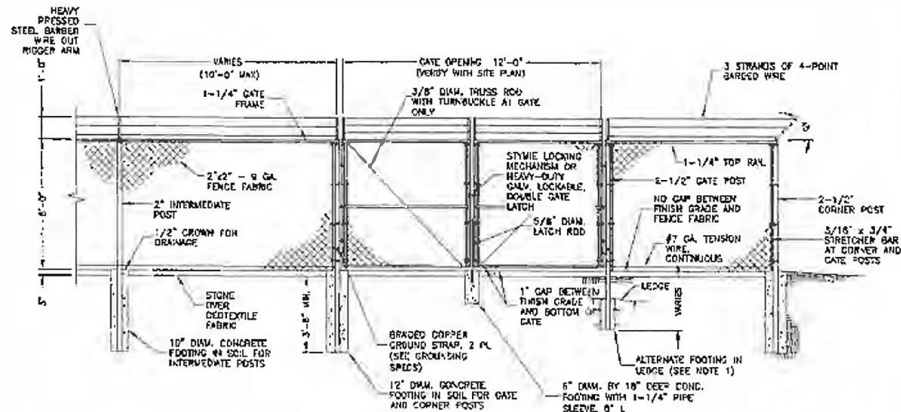 HEAVY
PRESSED
STEEL BARBED
WIRE OUT
RIGGER ARM
VARIES
(10'-0" MAX)
GATE OPENING 12'-0"
(VERIFY WITH SITE PLAN)
3 STRANDS OF 4-POINT
BARBED WIRE
1'-0"
1-1/4" GATE
FRAME
3/8" DIAM. TRUSS ROD
WITH TURNBUCKLE AT GATE
ONLY
2"x2" - 9 GA.
FENCE FABRIC
2" INTERMEDIATE
POST
1/2" CROWN FOR
DRAINAGE
STYMIE LOCKING
MECHANISM OR
HEAVY-DUTY
GALV. LOCKABLE,
DOUBLE GATE
LATCH
5/8" DIAM.
LATCH ROD
1-1/4" TOP RAIL
2-1/2" GATE POST
NO GAP BETWEEN
FINISH GRADE AND
FENCE FABRIC
#7 GA. TENSION
WIRE,
CONTINUOUS
2-1/2"
CORNER POST
3/16" x 3/4"
STRETCHER BAR
AT CORNER AND
GATE POSTS
STONE
OVER
GEOTEXTILE
FABRIC
3'-6" MIN.
1" GAP BETWEEN
FINISH GRADE
AND BOTTOM
GATE
LEDGE
VARIES
10" DIAM. CONCRETE
FOOTING IN SOIL FOR
INTERMEDIATE POSTS
BRAIDED COPPER
GROUND STRAP, 2 PL
(SEE GROUNDING
SPECS)
12" DIAM. CONCRETE
FOOTING IN SOIL FOR GATE
AND CORNER POSTS
ALTERNATE FOOTING IN
LEDGE (SEE NOTE 1)
6" DIAM. BY 18" DEEP CONC.
FOOTING WITH 1-1/4" PIPE
SLEEVE, 8" L